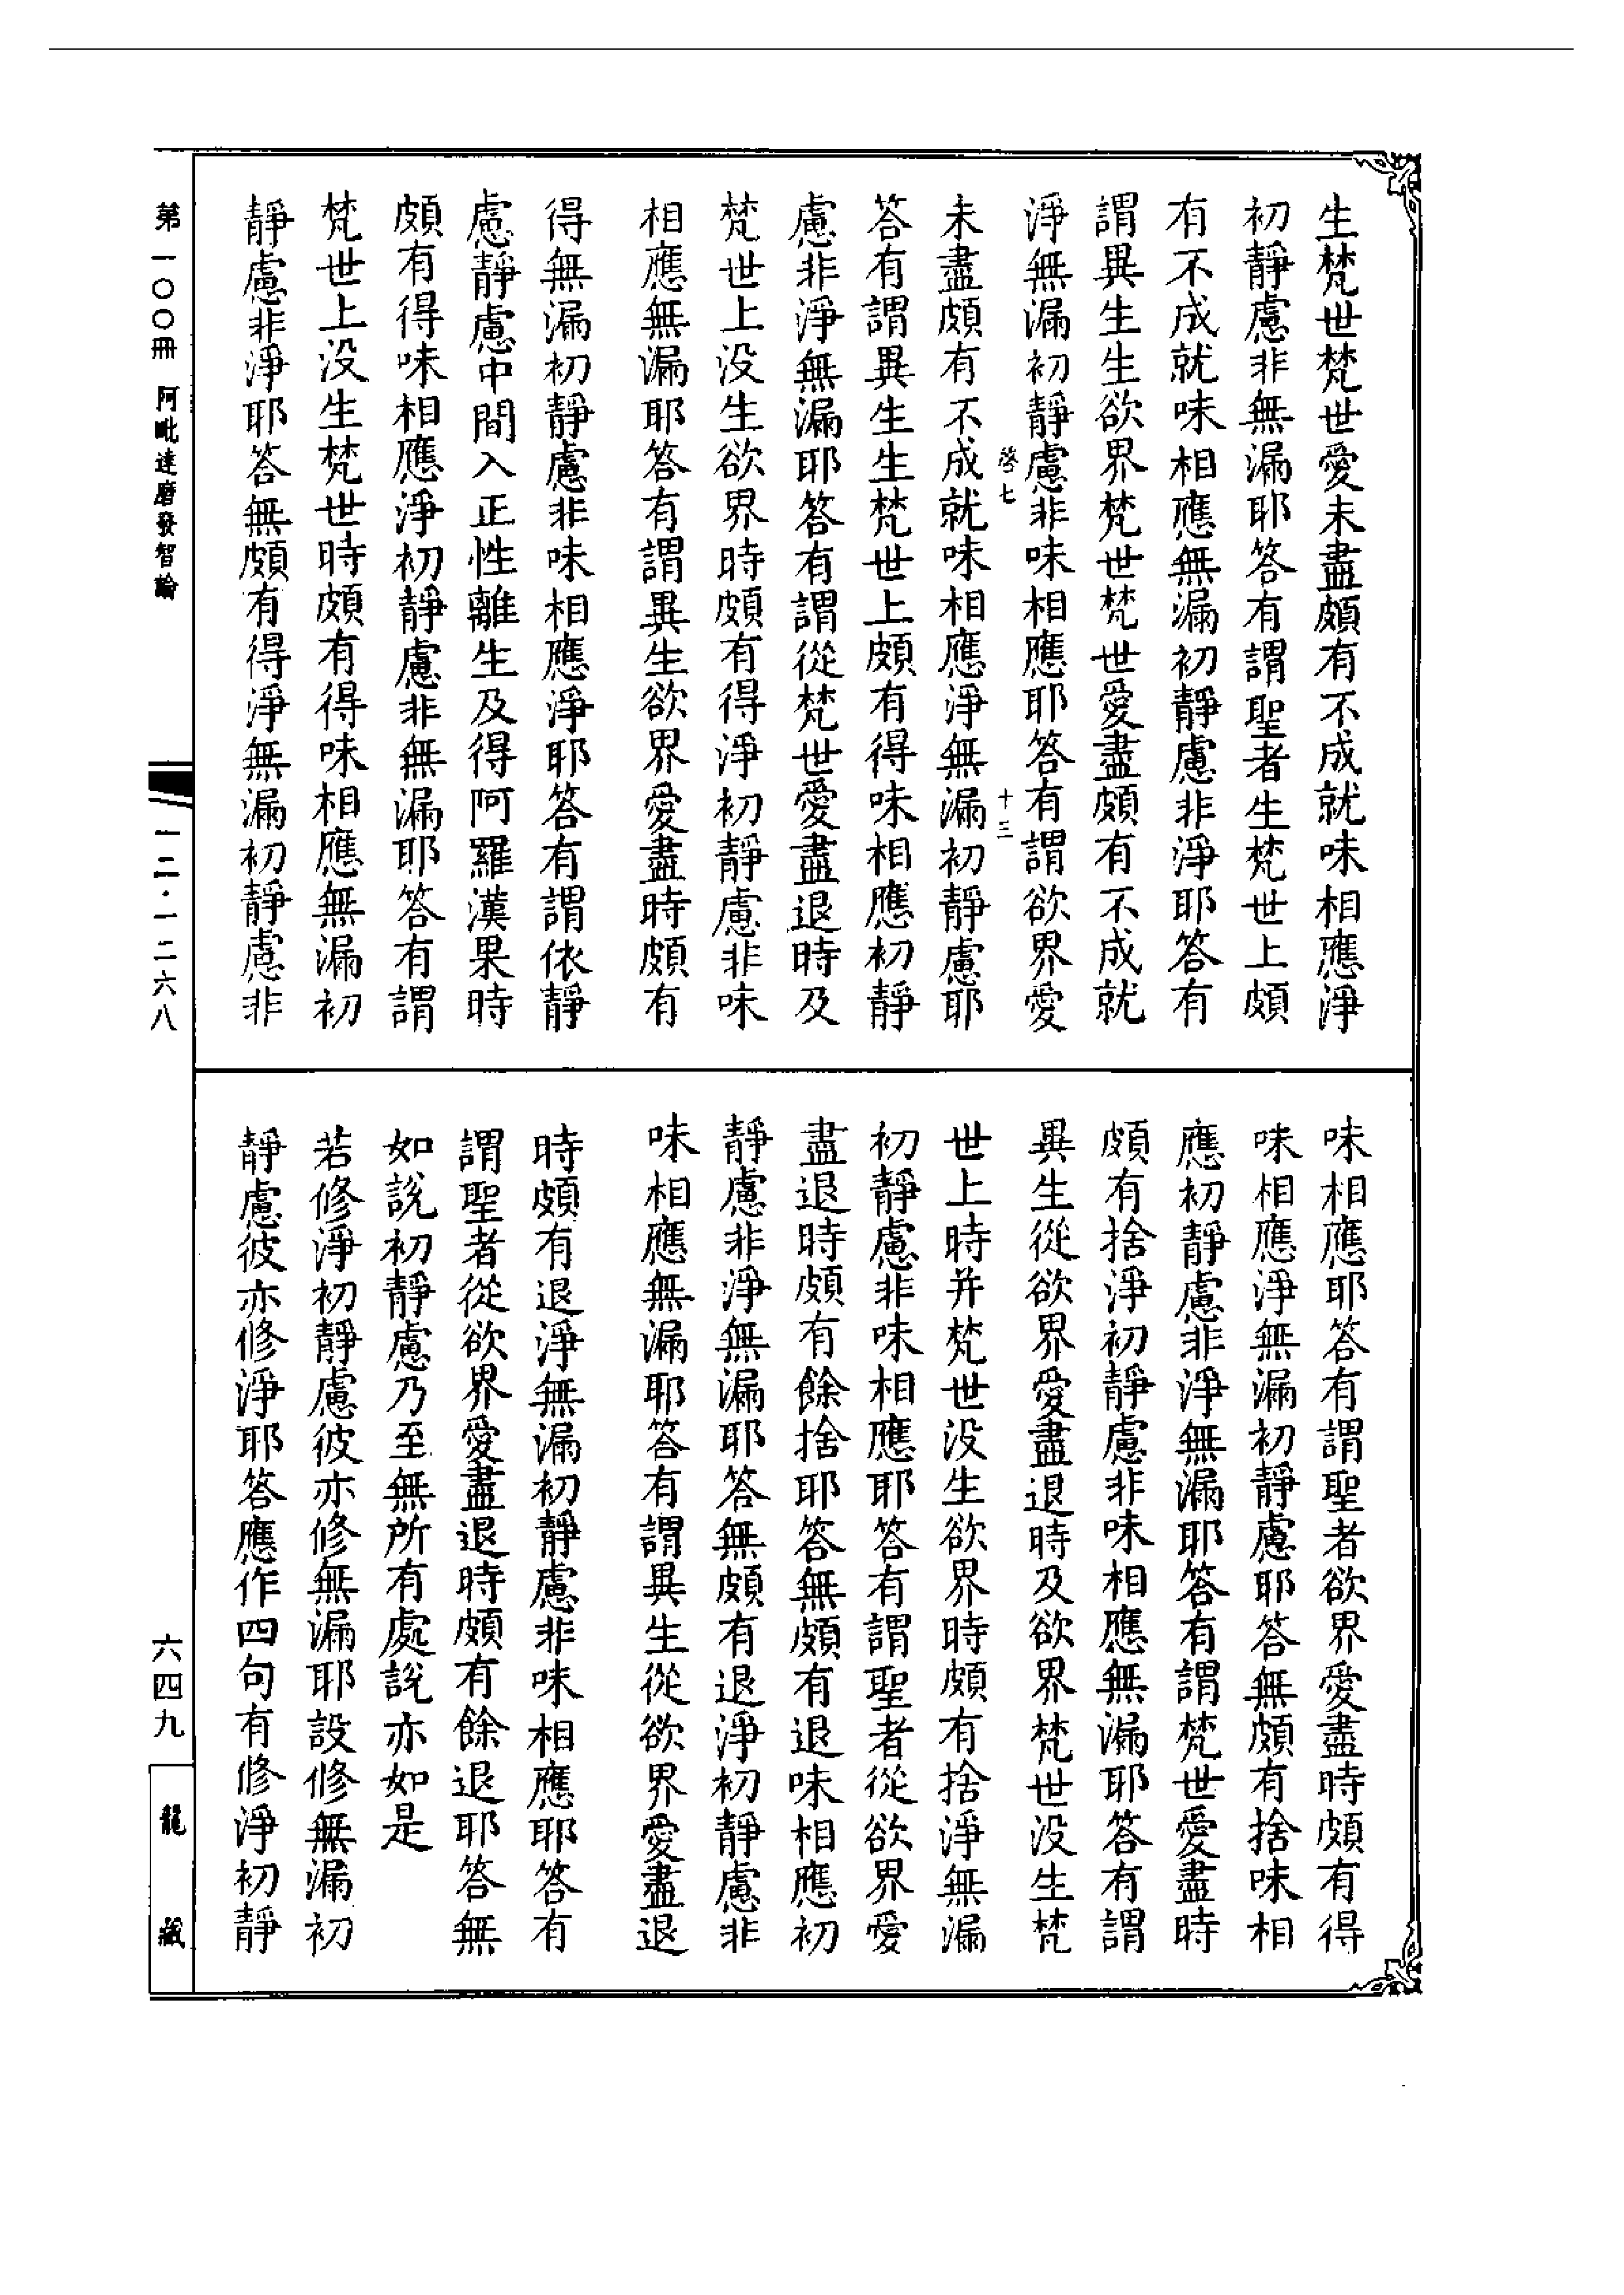 生梵世梵世愛未盡頗有不成就味相應淨
初靜慮非無漏耶答有謂聖者生梵世上頗
有不成就味相應無漏初靜慮非淨耶答有
謂異生生欲界梵世梵世愛盡頗有不成就
淨無漏初靜慮非味相應耶答有謂欲界愛
啓七 十三
未盡頗有不成就味相應淨無漏初靜慮耶
答有謂異生生梵世上頗有得味相應初靜
慮非淨無漏耶答有謂從梵世愛盡退時及
梵世上没生欲界時頗有得淨初靜慮非味
相應無漏耶答有謂異生欲界愛盡時頗有
得無漏初靜慮非味相應淨耶答有謂依靜
慮靜慮中間入正性離生及得阿羅漢果時
頗有得味相應淨初靜慮非無漏耶答有謂
梵世上没生梵世時頗有得味相應無漏初
靜慮非淨耶答無頗有得淨無漏初靜慮非
味相應耶答有謂聖者欲界愛盡時頗有得
味相應淨無漏初靜慮耶答無頗有捨味相
應初靜慮非淨無漏耶答有謂梵世愛盡時
頗有捨淨初靜慮非味相應無漏耶答有謂
異生從欲界愛盡退時及欲界梵世没生梵
世上時并梵世没生欲界時頗有捨淨無漏
初靜慮非味相應耶答有謂聖者從欲界愛
盡退時頗有餘捨耶答無頗有退味相應初
靜慮非淨無漏耶答無頗有退淨初靜慮非
味相應無漏耶答有謂異生從欲界愛盡退
時頗有退淨無漏初靜慮非味相應耶答有
謂聖者從欲界愛盡退時頗有餘退耶答無
如說初靜慮乃至無所有處說亦如是
若修淨初靜慮彼亦修無漏耶設修無漏初
靜慮彼亦修淨耶答應作四句有修淨初靜
第一〇〇冊 阿毗達磨發智論
一二·一二六八
六四九
龍藏